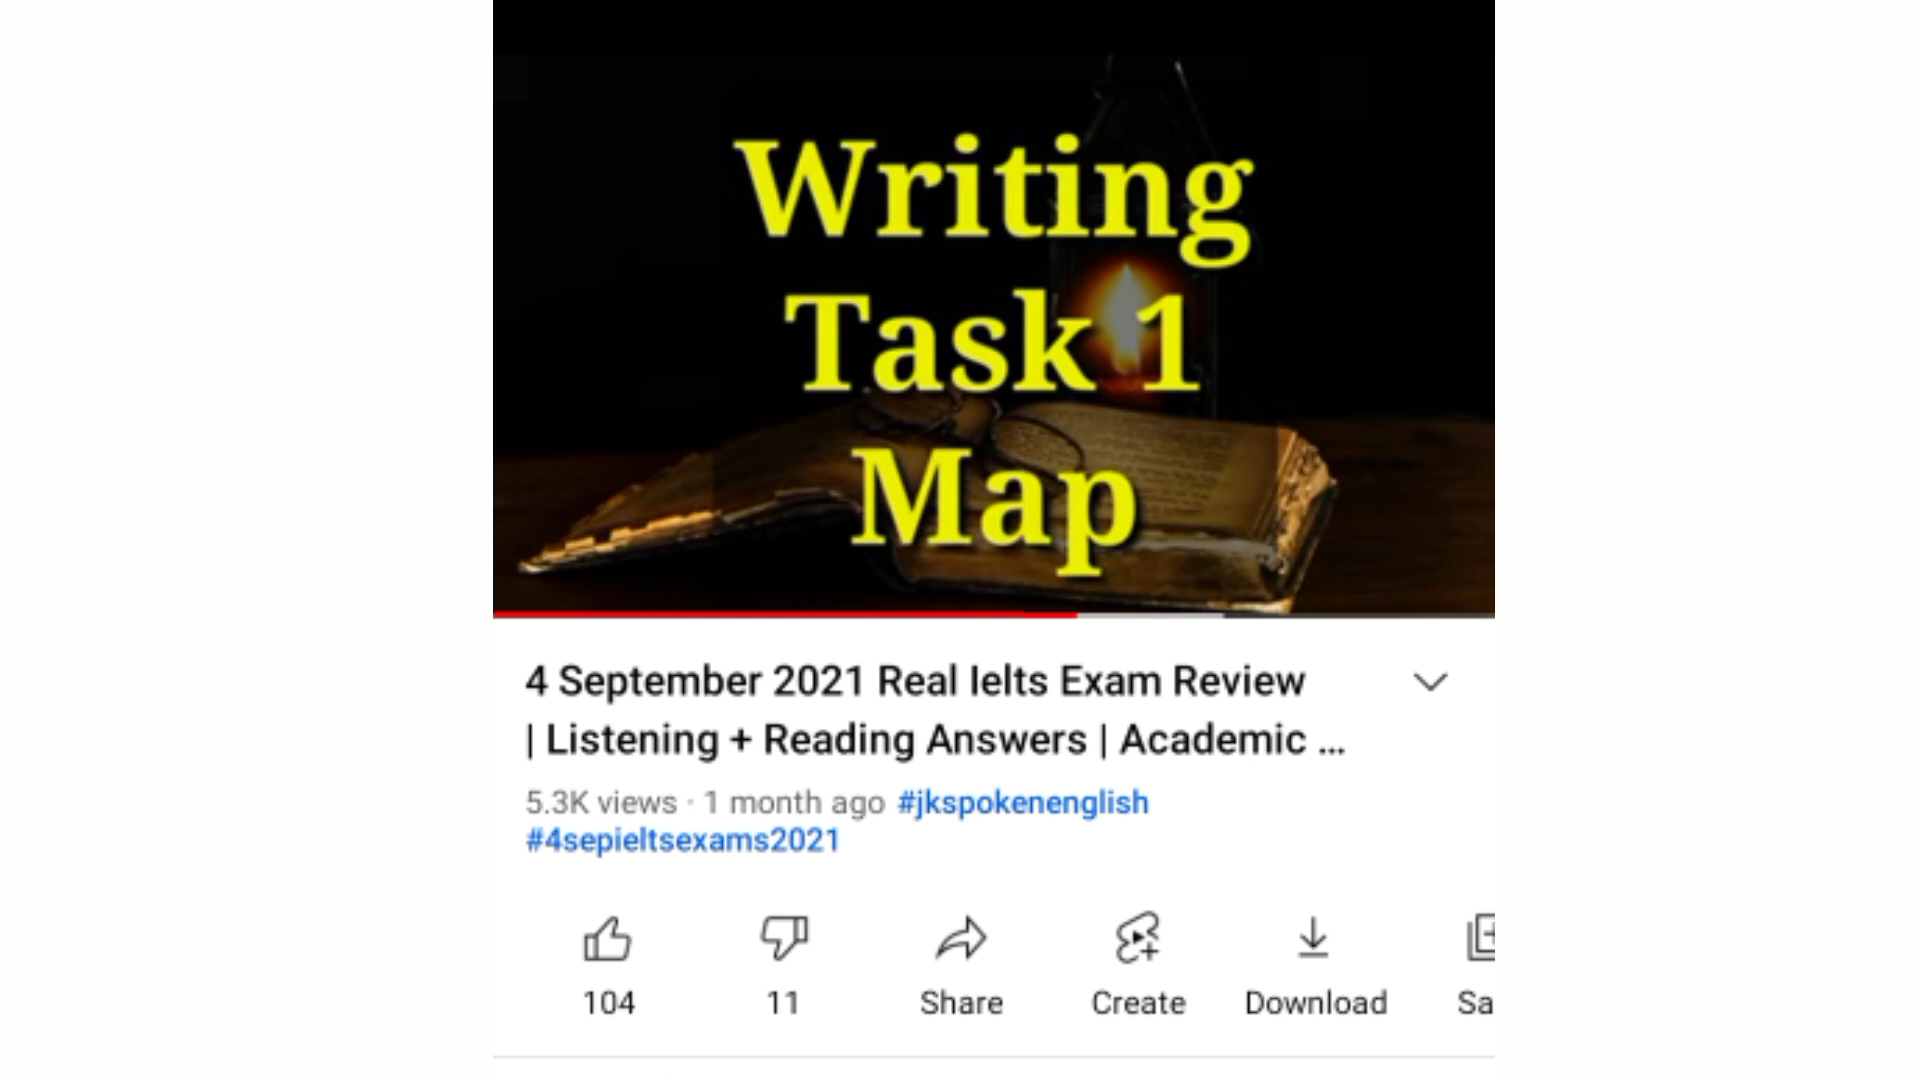 Writing
Task 1
Map
4 September 2021 Real Ielts Exam Review
| Listening + Reading Answers | Academic ...
5.3K views · 1 month ago #jkspokenenglish
#4sepieltsexams2021
104
11
Share
Create
Download
Sa